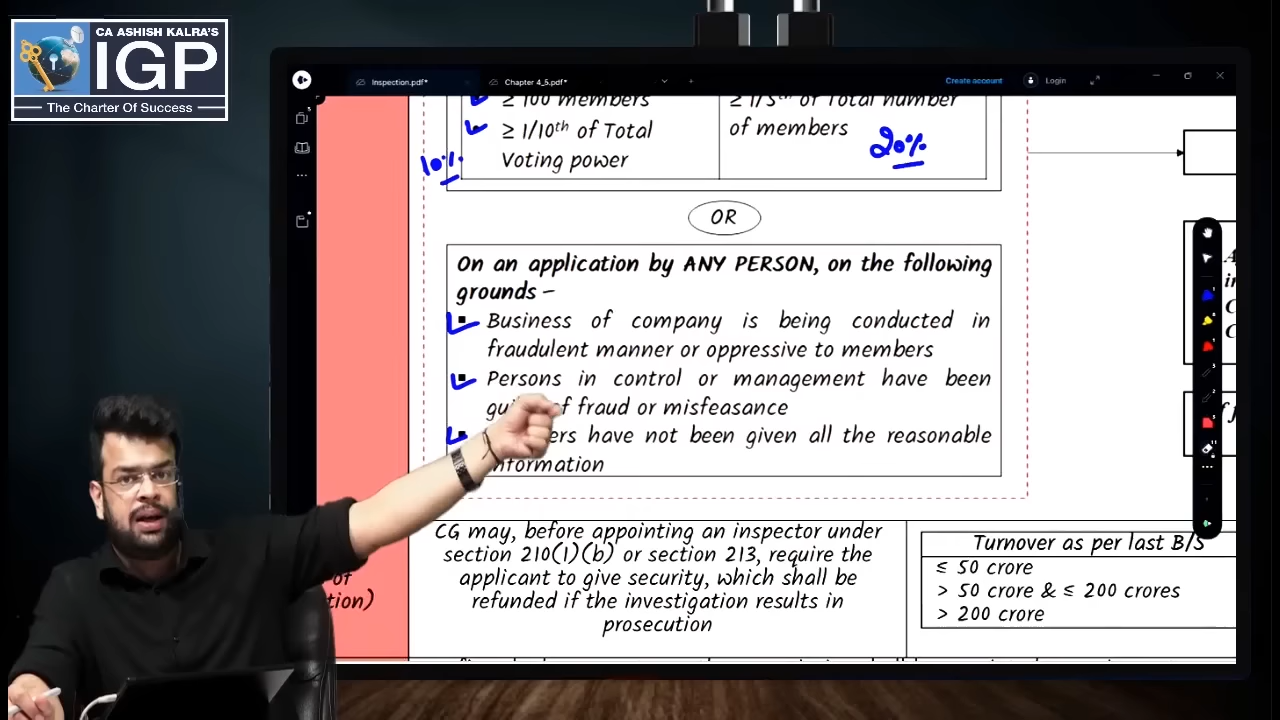 CA ASHISH KALRA'S
IGP
The Charter Of Success
Inspection.pdf*
Chapter 4_5.pdf*
Create account
Login
≥ 100 members
≥ 1/10th of Total
Voting power
10%
≥ 1/5th of Total number
of members
20%
OR
On an application by ANY PERSON, on the following
grounds –
Business of company is being conducted in
fraudulent manner or oppressive to members
Persons in control or management have been
of fraud or misfeasance
have not been given all the reasonable
information
CG may, before appointing an inspector under
section 210(1)(b) or section 213, require the
applicant to give security, which shall be
refunded if the investigation results in
prosecution
of
Turnover as per last B/S
≤ 50 crore
> 50 crore & ≤ 200 crores
> 200 crore